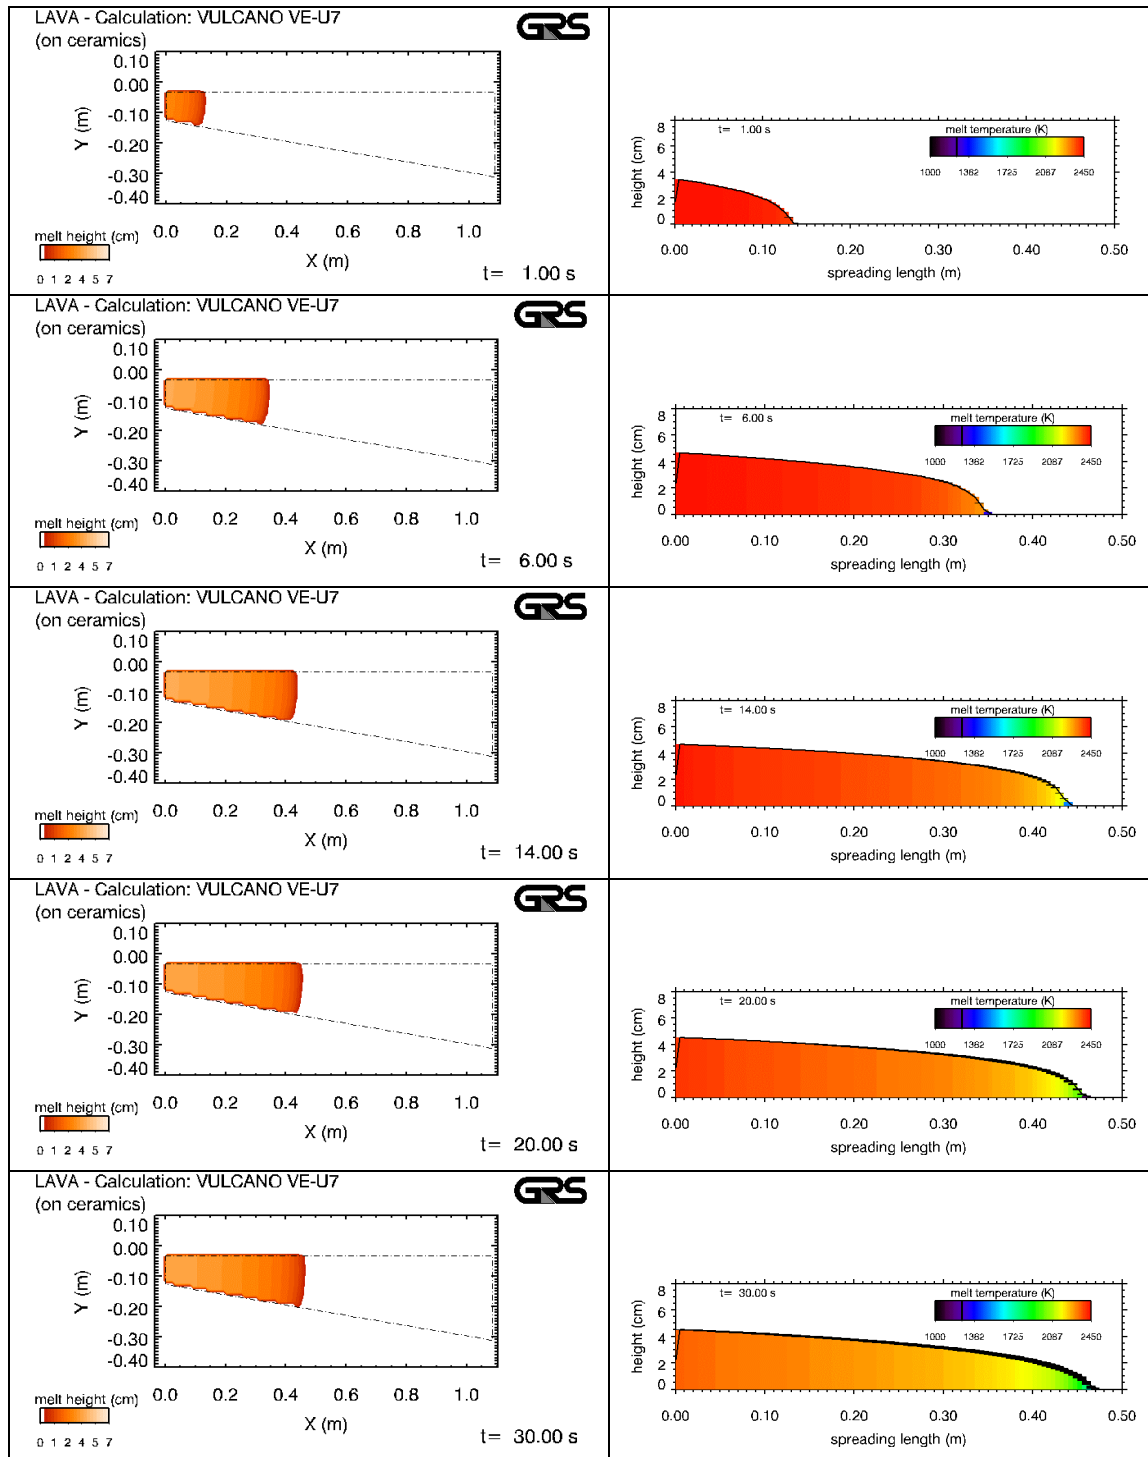 LAVA - Calculation: VULCANO VE-U7
(on ceramics)
GRS
0.10
0.00
-0.10
-0.20
-0.30
-0.40
Y (m)
0.0 0.2 0.4 0.6 0.8 1.0
X (m)
melt height (cm)
0 1 2 4 5 7
t= 1.00 s
t= 1.00 s
melt temperature (K)
1000 1362 1725 2087 2450
8
6
4
2
0
height (cm)
0.00 0.10 0.20 0.30 0.40 0.50
spreading length (m)
LAVA - Calculation: VULCANO VE-U7
(on ceramics)
GRS
0.10
0.00
-0.10
-0.20
-0.30
-0.40
Y (m)
0.0 0.2 0.4 0.6 0.8 1.0
X (m)
melt height (cm)
0 1 2 4 5 7
t= 6.00 s
t= 6.00 s
melt temperature (K)
1000 1362 1725 2087 2450
8
6
4
2
0
height (cm)
0.00 0.10 0.20 0.30 0.40 0.50
spreading length (m)
LAVA - Calculation: VULCANO VE-U7
(on ceramics)
GRS
0.10
0.00
-0.10
-0.20
-0.30
-0.40
Y (m)
0.0 0.2 0.4 0.6 0.8 1.0
X (m)
melt height (cm)
0 1 2 4 5 7
t= 14.00 s
t= 14.00 s
melt temperature (K)
1000 1362 1725 2087 2450
8
6
4
2
0
height (cm)
0.00 0.10 0.20 0.30 0.40 0.50
spreading length (m)
LAVA - Calculation: VULCANO VE-U7
(on ceramics)
GRS
0.10
0.00
-0.10
-0.20
-0.30
-0.40
Y (m)
0.0 0.2 0.4 0.6 0.8 1.0
X (m)
melt height (cm)
0 1 2 4 5 7
t= 20.00 s
t= 20.00 s
melt temperature (K)
1000 1362 1725 2087 2450
8
6
4
2
0
height (cm)
0.00 0.10 0.20 0.30 0.40 0.50
spreading length (m)
LAVA - Calculation: VULCANO VE-U7
(on ceramics)
GRS
0.10
0.00
-0.10
-0.20
-0.30
-0.40
Y (m)
0.0 0.2 0.4 0.6 0.8 1.0
X (m)
melt height (cm)
0 1 2 4 5 7
t= 30.00 s
t= 30.00 s
melt temperature (K)
1000 1362 1725 2087 2450
8
6
4
2
0
height (cm)
0.00 0.10 0.20 0.30 0.40 0.50
spreading length (m)